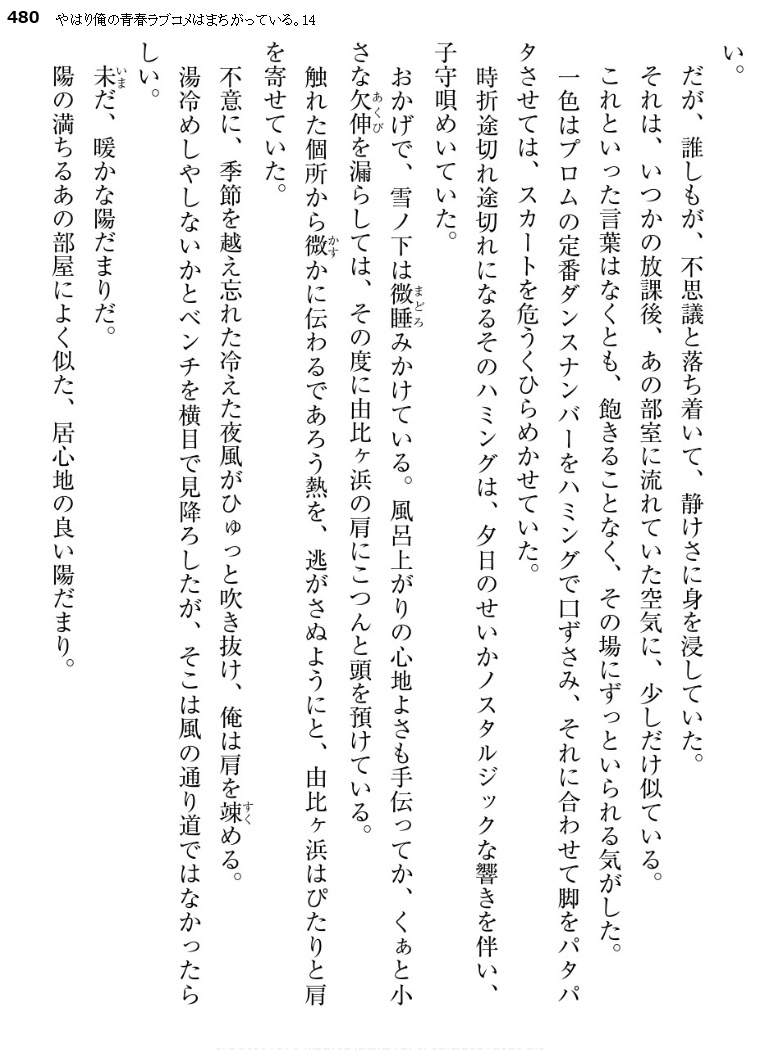 480 やはり俺の青春ラブコメはまちがっている。14
い。
だが、誰しもが、不思議と落ち着いて、静けさに身を浸していた。
それは、いつかの放課後、あの部室に流れていた空気に、少しだけ似ている。
これといった言葉はなくとも、飽きることなく、その場にずっといられる気がした。
一色はプロムの定番ダンスナンバーをハミングで口ずさみ、それに合わせて脚をパタパ
タさせては、スカートを危うくひらめかせていた。
時折途切れ途切れになるそのハミングは、夕日のせいかノスタルジックな響きを伴い、
子守唄めいていた。
おかげで、雪ノ下は微睡みかけている。風呂上がりの心地よさも手伝ってか、くぁと小
さな欠伸を漏らしては、その度に由比ヶ浜の肩にこつんと頭を預けている。
触れた個所から微かに伝わるであろう熱を、逃がさぬようにと、由比ヶ浜はぴたりと肩
を寄せていた。
不意に、季節を越え忘れた冷えた夜風がひゅっと吹き抜け、俺は肩を竦める。
湯冷めしやしないかとベンチを横目で見降ろしたが、そこは風の通り道ではなかったら
しい。
未だ、暖かな陽だまりだ。
陽の満ちるあの部屋によく似た、居心地の良い陽だまり。